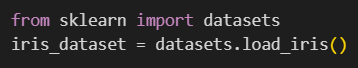 from sklearn import datasets
iris_dataset = datasets.load_iris()